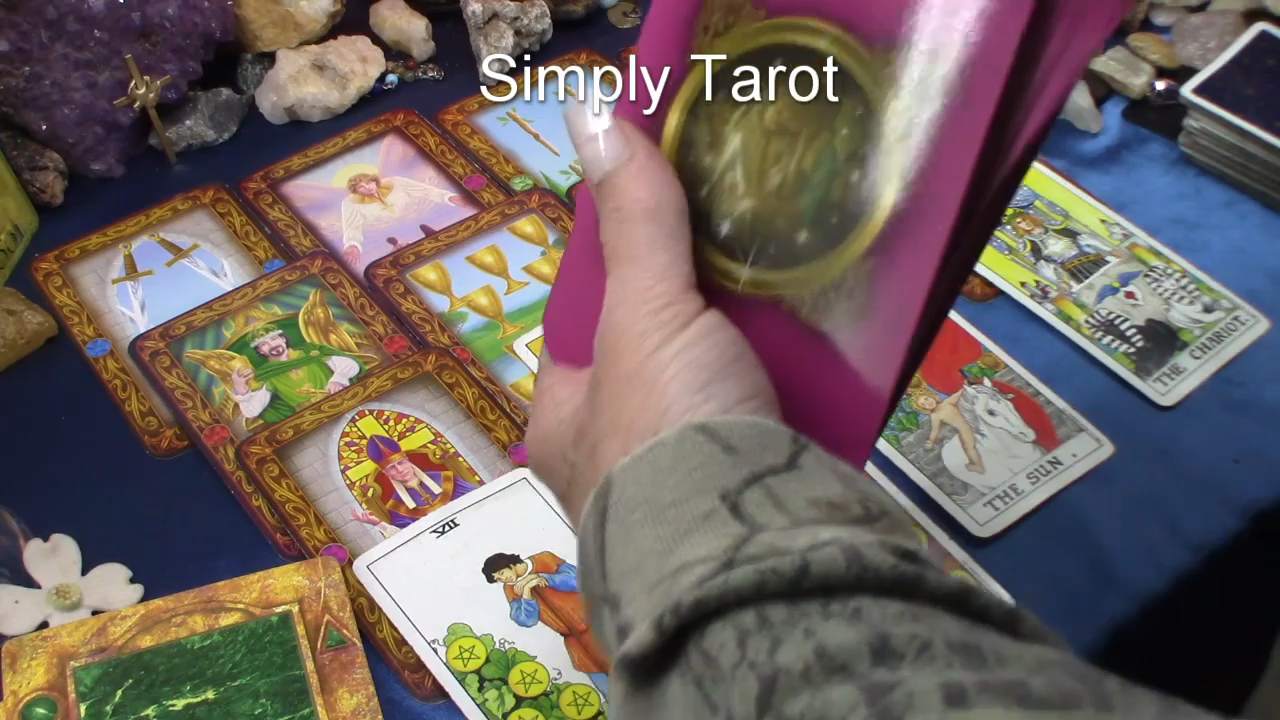 Simply Tarot
THE CHARIOT.
THE SUN .
VII